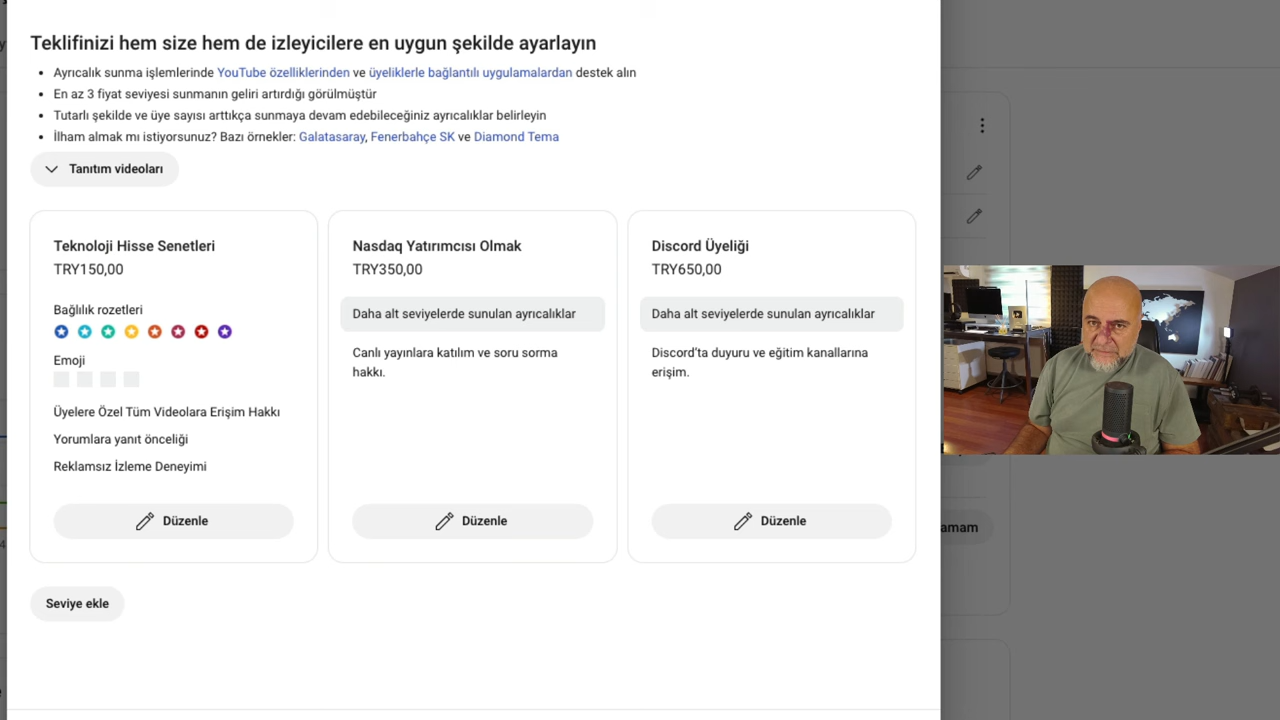 Teklifinizi hem size hem de izleyicilere en uygun şekilde ayarlayın
• Ayrıcalık sunma işlemlerinde YouTube özelliklerinden ve üyeliklerle bağlantılı uygulamalardan destek alın
• En az 3 fiyat seviyesi sunmanın geliri artırdığı görülmüştür
• Tutarlı şekilde ve üye sayısı arttıkça sunmaya devam edebileceğiniz ayrıcalıklar belirleyin
• İlham almak mı istiyorsunuz? Bazı örnekler: Galatasaray, Fenerbahçe SK ve Diamond Tema
Tanıtım videoları
Teknoloji Hisse Senetleri
TRY150,00
Bağlılık rozetleri
Emoji
Üyelere Özel Tüm Videolara Erişim Hakkı
Yorumlara yanıt önceliği
Reklamsız İzleme Deneyimi
Düzenle
Nasdaq Yatırımcısı Olmak
TRY350,00
Daha alt seviyelerde sunulan ayrıcalıklar
Canlı yayınlara katılım ve soru sorma
hakkı.
Düzenle
Discord Üyeliği
TRY650,00
Daha alt seviyelerde sunulan ayrıcalıklar
Discord'ta duyuru ve eğitim kanallarına
erişim.
Düzenle
Seviye ekle
amam